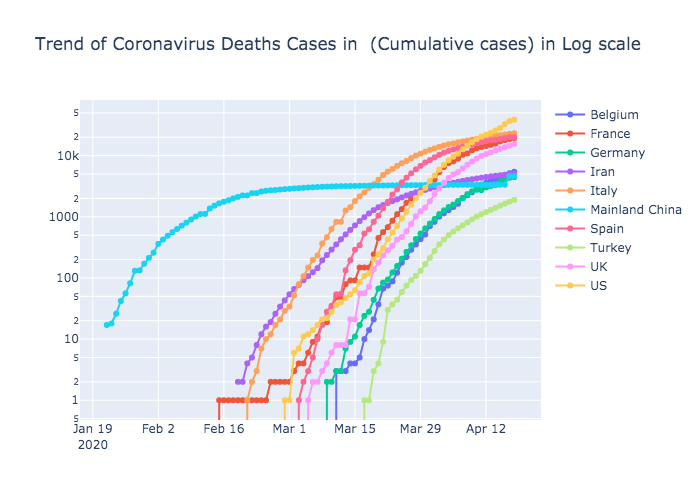 Trend of Coronavirus Deaths Cases in  (Cumulative cases) in Log scale
5
2
10k
5
2
1000
5
2
100
5
2
10
5
2
1
5
Jan 19
2020
Feb 2
Feb 16
Mar 1
Mar 15
Mar 29
Apr 12
Belgium
France
Germany
Iran
Italy
Mainland China
Spain
Turkey
UK
US